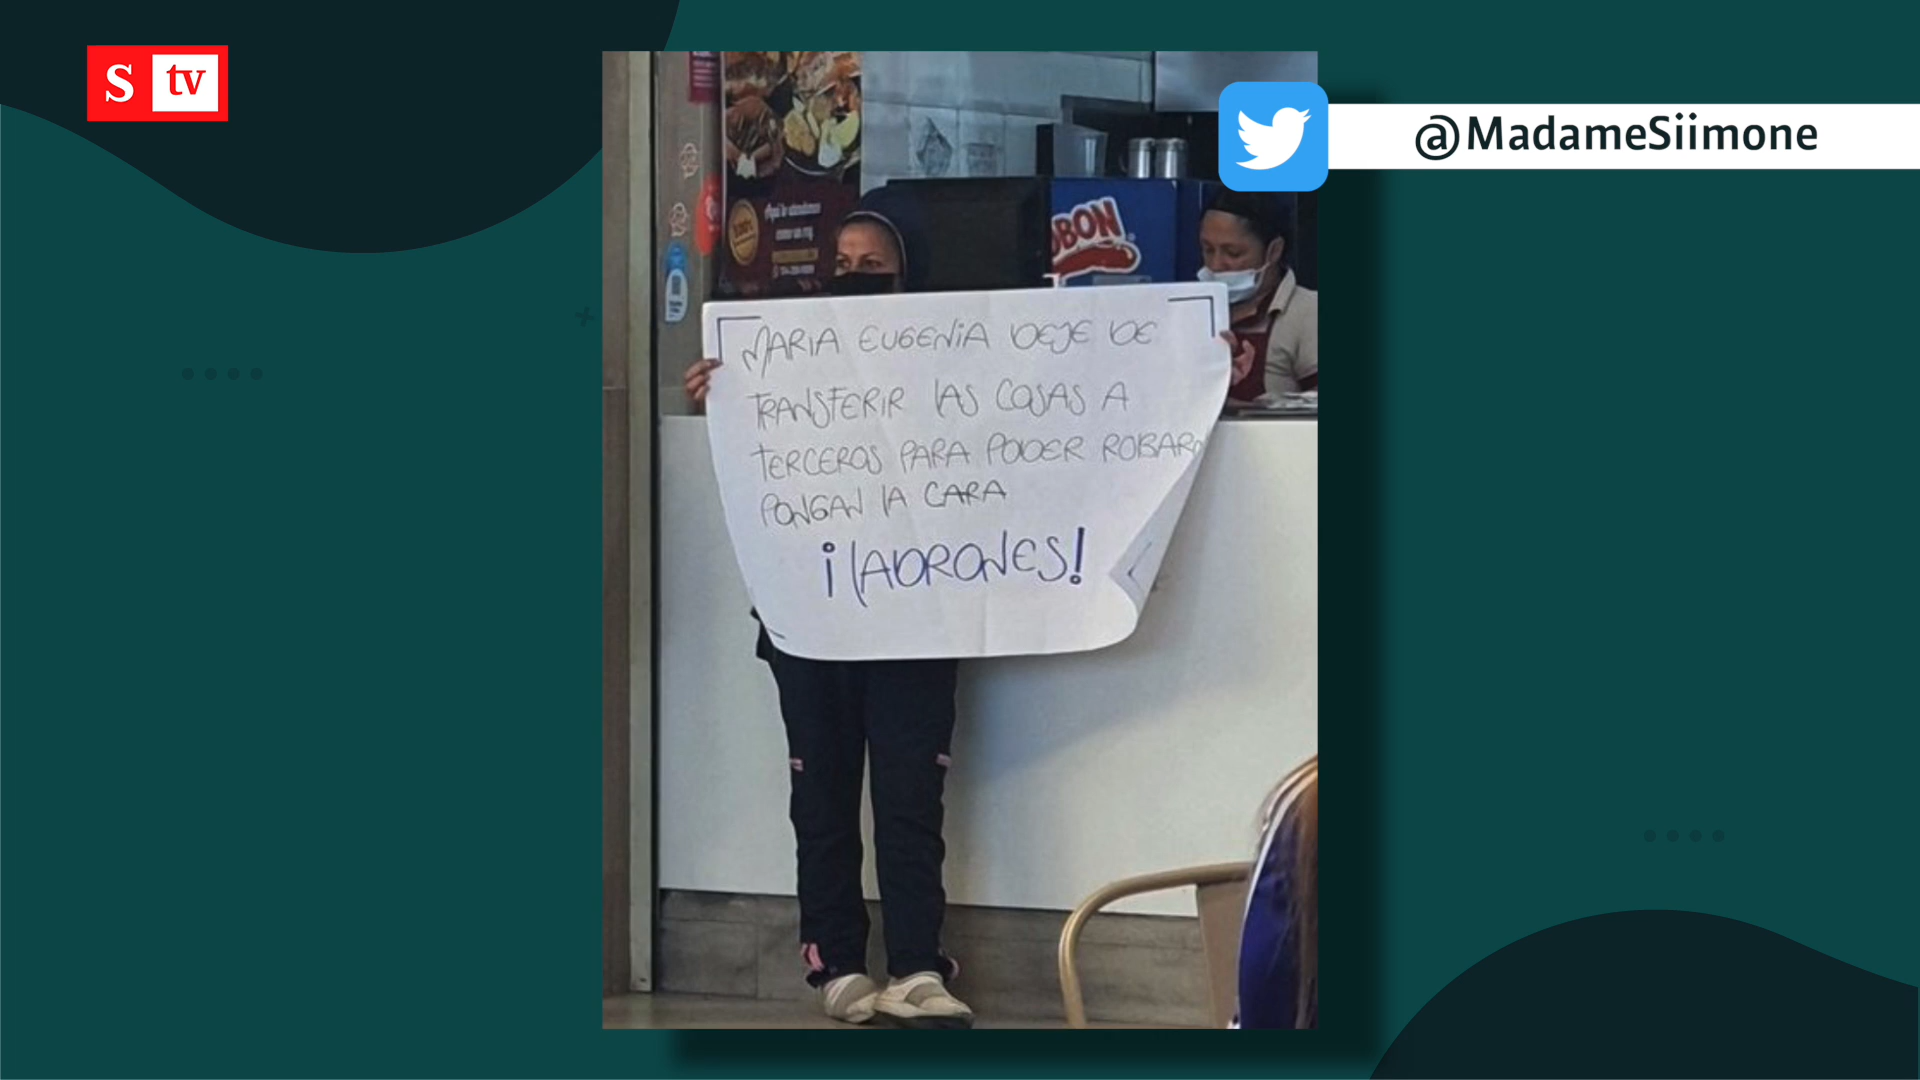 S tv
@MadameSiimone
BON
MARIA EUGENIA DEJE DE
TRANSFERIR LAS COSAS A
TERCEROS PARA PODER ROBAR
PONGAN LA CARA
¡LADRONES!